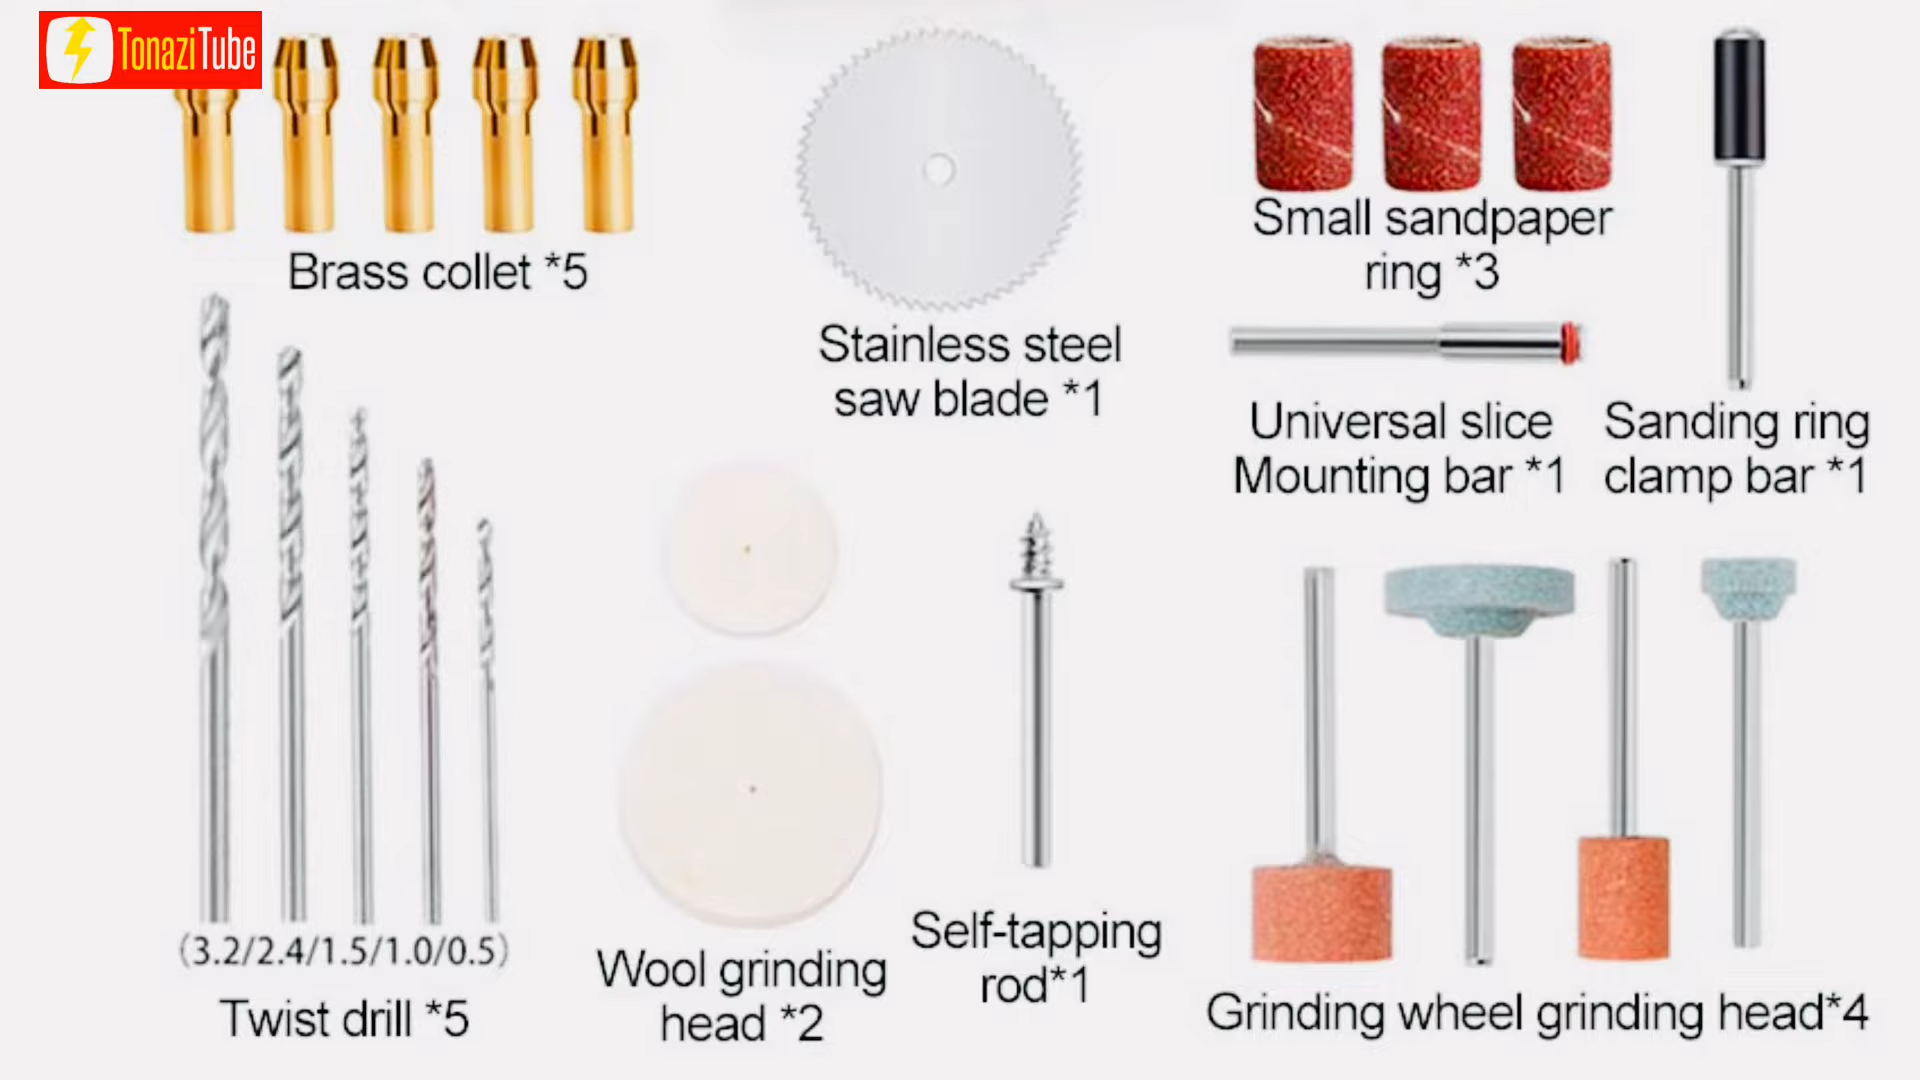 TonaziTube
Brass collet *5
Stainless steel
saw blade *1
Small sandpaper
ring *3
Universal slice
Mounting bar *1
Sanding ring
clamp bar *1
(3.2/2.4/1.5/1.0/0.5)
Twist drill *5
Wool grinding
head *2
Self-tapping
rod*1
Grinding wheel grinding head*4